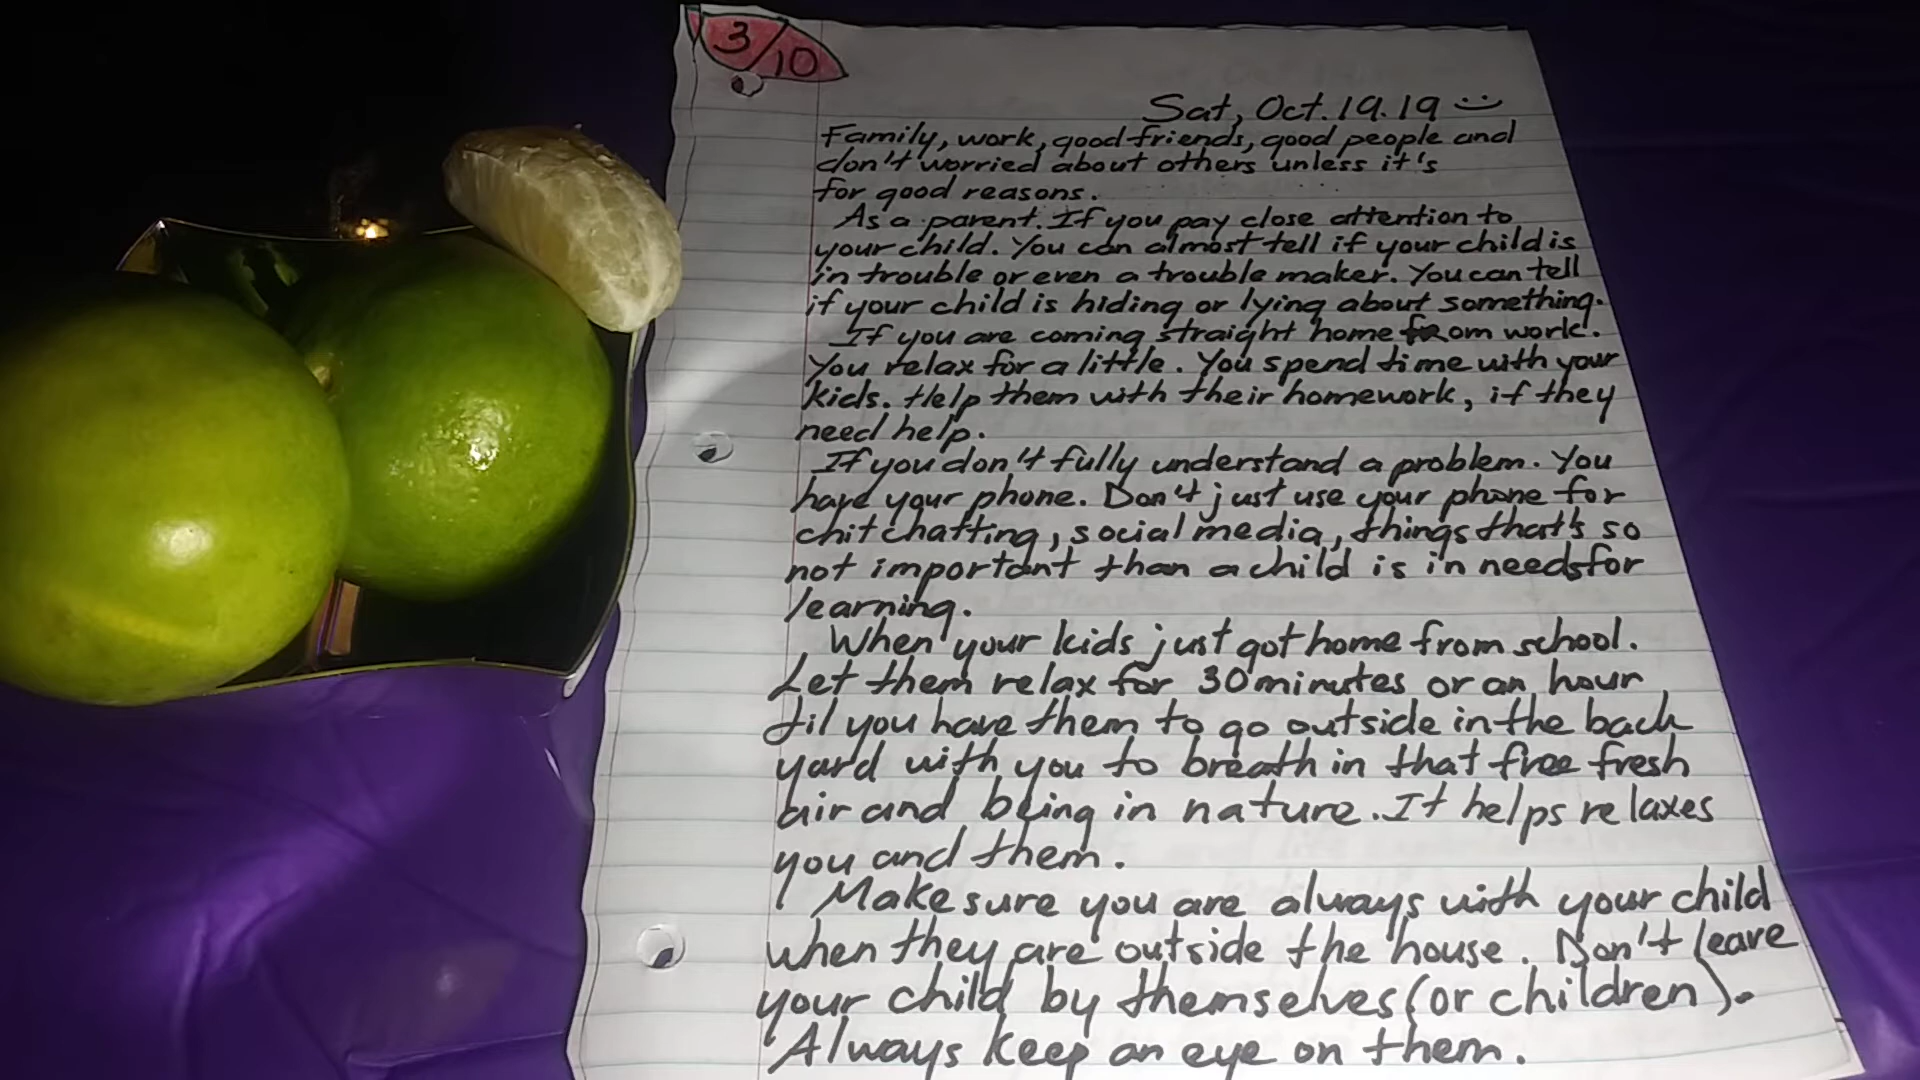 3/10
Sat, Oct. 19. 19 :)
Family, work, good friends, good people and
don't worried about others unless it's
for good reasons.
As a parent. If you pay close attention to
your child. You can almost tell if your child is
in trouble or even a trouble maker. You can tell
if your child is hiding or lying about something.
If you are coming straight home from work.
You relax for a little. You spend time with your
kids. Help them with their homework, if they
need help.
If you don't fully understand a problem. You
have your phone. Don't just use your phone for
chit chatting, social media, things that's so
not important than a child is in needs for
learning.
When your kids just got home from school.
Let them relax for 30 minutes or an hour
til you have them to go outside in the back
yard with you to breath in that free fresh
air and being in nature. It helps relaxes
you and them.
Make sure you are always with your child
when they are outside the house. Don't leave
your child by themselves (or children).
Always keep an eye on them.